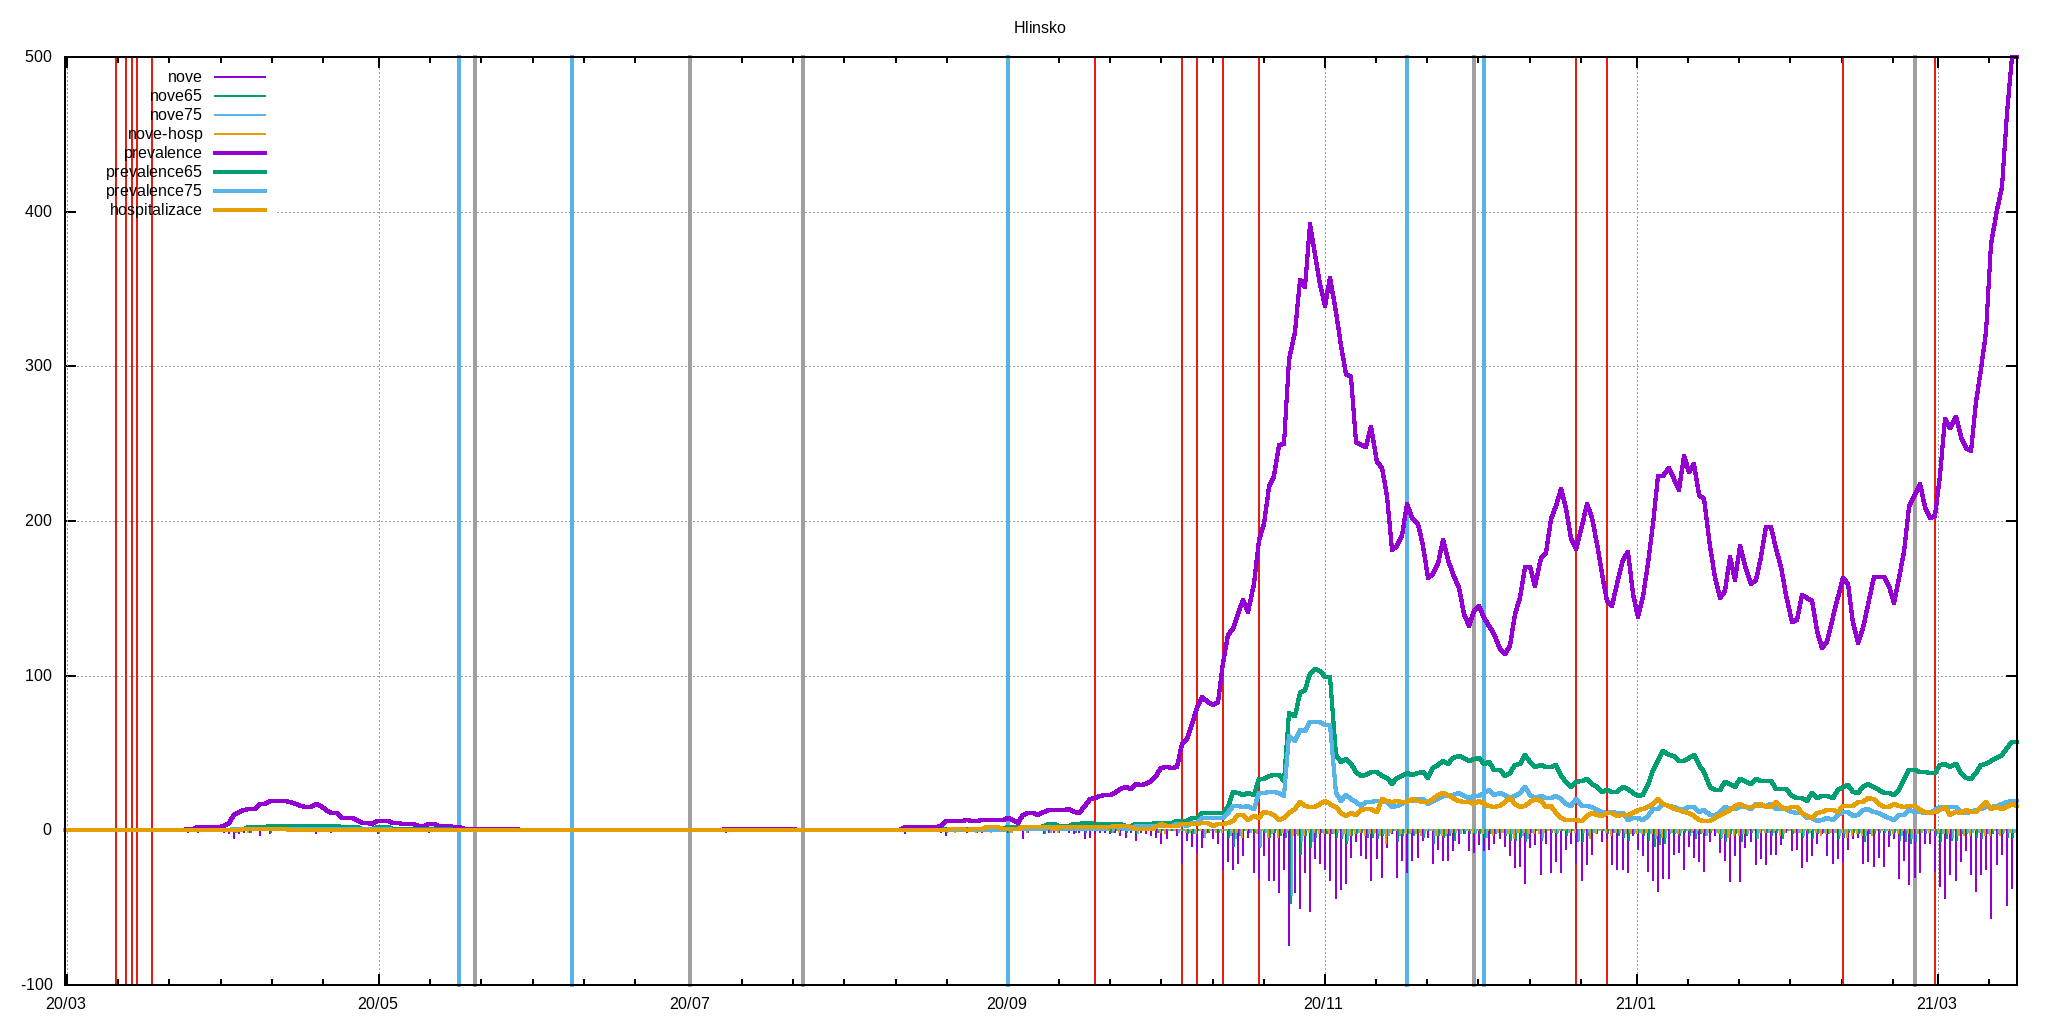 Hlinsko
500
400
300
200
100
0
-100
nove
nove65
nove75
nove-hosp
prevalence
prevalence65
prevalence75
hospitalizace
20/03 20/05 20/07 20/09 20/11 21/01 21/03